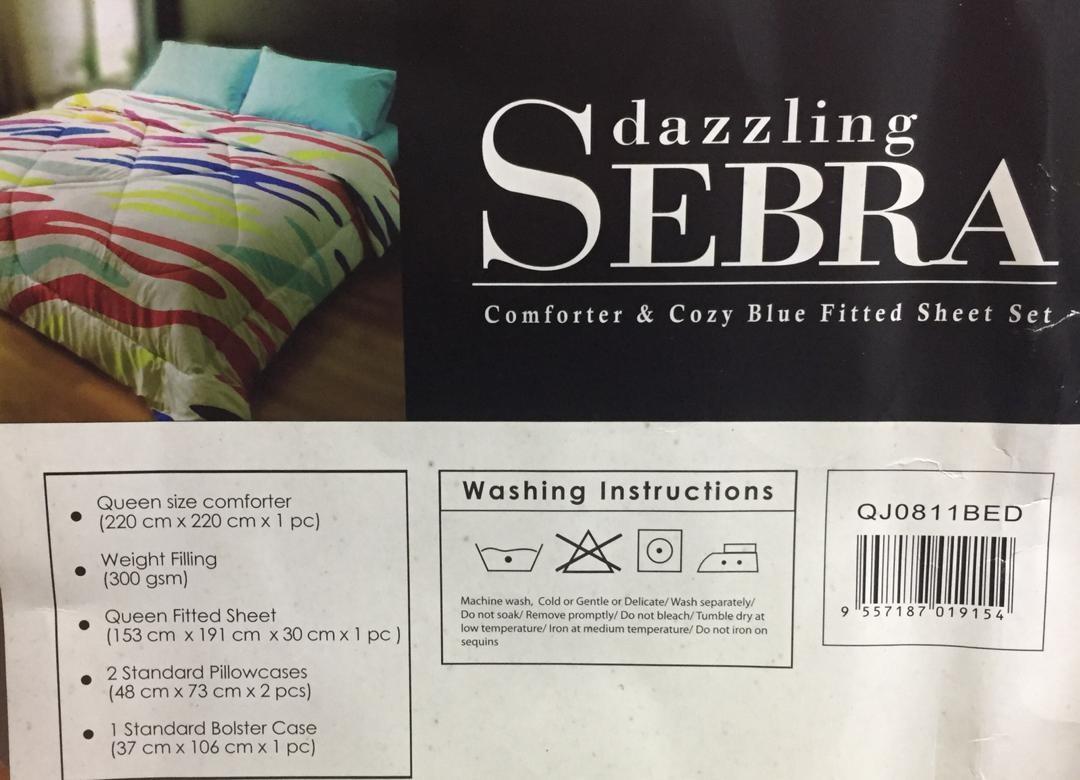 dazzling
SEBRA
Comforter & Cozy Blue Fitted Sheet Set
● Queen size comforter
(220 cm x 220 cm x 1 pc)
● Weight Filling
(300 gsm)
● Queen Fitted Sheet
(153 cm x 191 cm x 30 cm x 1 pc )
● 2 Standard Pillowcases
(48 cm x 73 cm x 2 pcs)
● 1 Standard Bolster Case
(37 cm x 106 cm x 1 pc)
Washing Instructions
Machine wash, Cold or Gentle or Delicate/ Wash separately/
Do not soak/ Remove promptly/ Do not bleach/ Tumble dry at
low temperature/ Iron at medium temperature/ Do not iron on
sequins
QJ0811BED
9 557187 019154